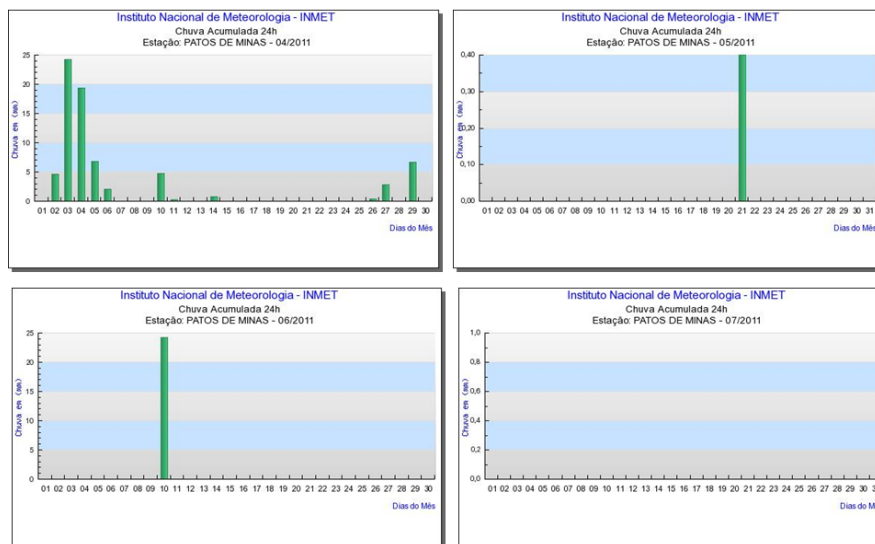 Instituto Nacional de Meteorologia - INMET
Chuva Acumulada 24h
Estação: PATOS DE MINAS - 04/2011
Chuva em (mm)
25
20
15
10
5
0
01 02 03 04 05 06 07 08 09 10 11 12 13 14 15 16 17 18 19 20 21 22 23 24 25 26 27 28 29 30
Dias do Mês
Instituto Nacional de Meteorologia - INMET
Chuva Acumulada 24h
Estação: PATOS DE MINAS - 05/2011
Chuva em (mm)
0,40
0,30
0,20
0,10
0,00
01 02 03 04 05 06 07 08 09 10 11 12 13 14 15 16 17 18 19 20 21 22 23 24 25 26 27 28 29 30 31
Dias do Mês
Instituto Nacional de Meteorologia - INMET
Chuva Acumulada 24h
Estação: PATOS DE MINAS - 06/2011
Chuva em (mm)
25
20
15
10
5
0
01 02 03 04 05 06 07 08 09 10 11 12 13 14 15 16 17 18 19 20 21 22 23 24 25 26 27 28 29 30
Dias do Mês
Instituto Nacional de Meteorologia - INMET
Chuva Acumulada 24h
Estação: PATOS DE MINAS - 07/2011
Chuva em (mm)
1,0
0,8
0,6
0,4
0,2
0,0
01 02 03 04 05 06 07 08 09 10 11 12 13 14 15 16 17 18 19 20 21 22 23 24 25 26 27 28 29 30
Dias do Mês